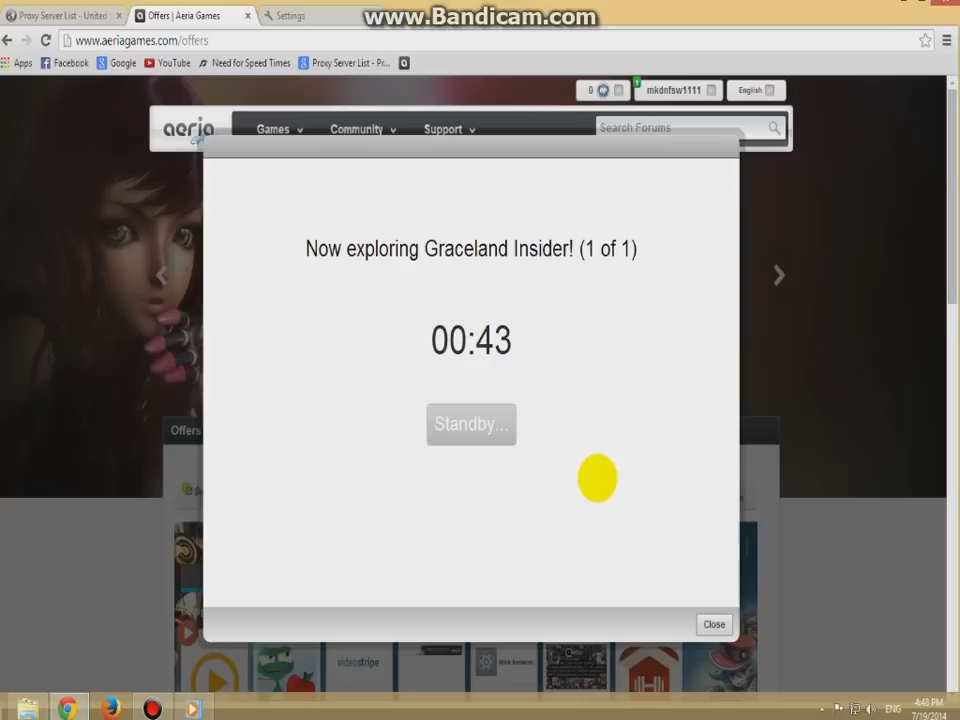 www.Bandicam.com
Proxy Server List - United
Offers | Aeria Games
Settings
www.aeriagames.com/offers
Apps
Facebook
Google
YouTube
Need for Speed Times
Proxy Server List - Pr...
0
mkdnfsw1111
English
aeria
Games
Community
Support
Search Forums
Now exploring Graceland Insider! (1 of 1)
00:43
Standby...
Offers
Close
videostripe
4:48 PM
ENG
7/19/2014